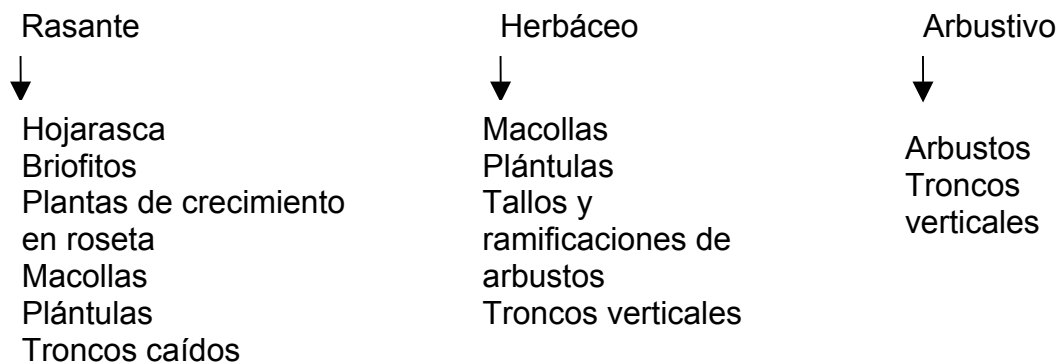 Rasante
Hojarasca
Briofitos
Plantas de crecimiento
en roseta
Macollas
Plántulas
Troncos caídos
Herbáceo
Macollas
Plántulas
Tallos y
ramificaciones de
arbustos
Troncos verticales
Arbustivo
Arbustos
Troncos
verticales